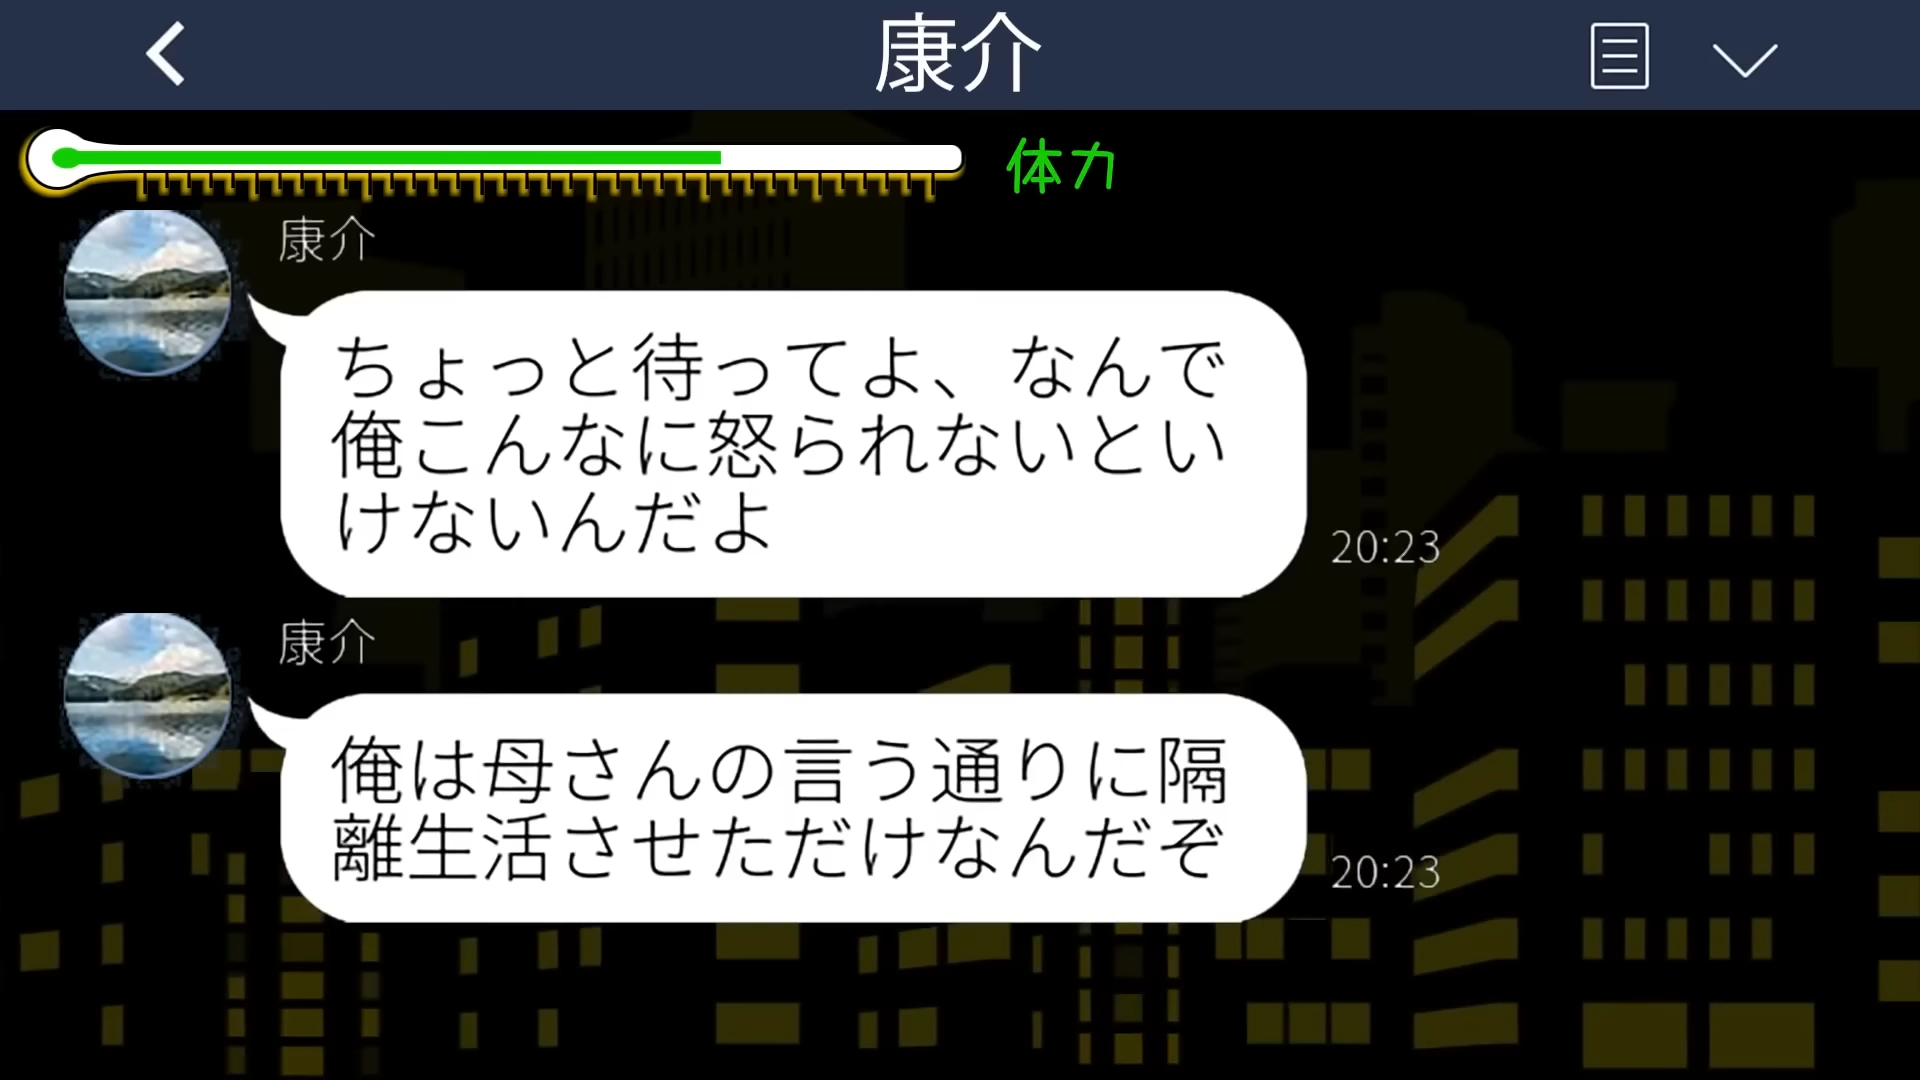 康介
体力
康介
ちょっと待ってよ、なんで
俺こんなに怒られないとい
けないんだよ
20:23
康介
俺は母さんの言う通りに隔
離生活させただけなんだぞ
20:23